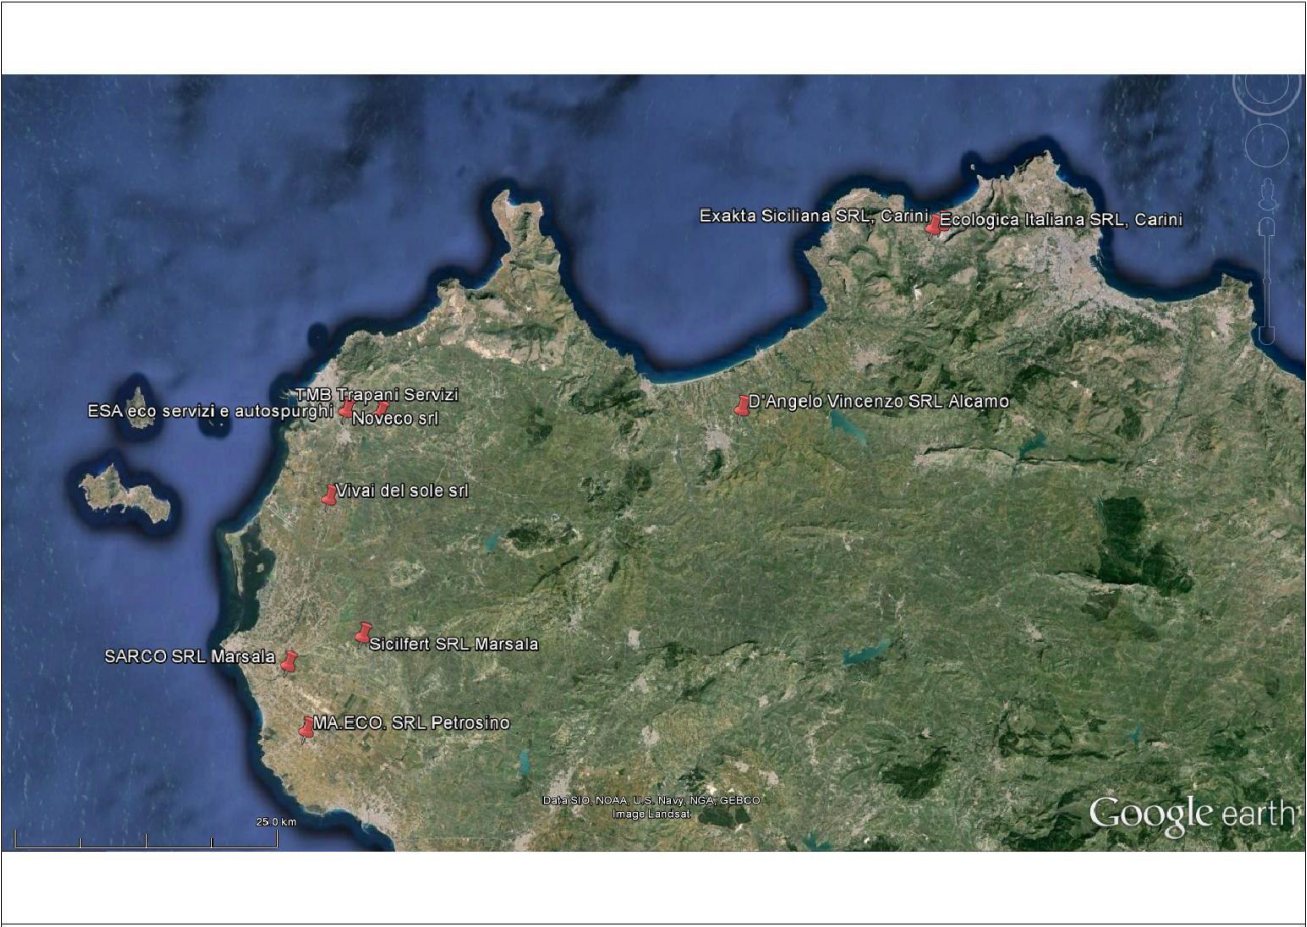 Exakta Siciliana SRL, Carini
Ecologica Italiana SRL, Carini
TMB Trapani Servizi
D'Angelo Vincenzo SRL Alcamo
ESA eco servizi e autospurghi
Noveco srl
Vivai del sole srl
Sicilfert SRL Marsala
SARCO SRL Marsala
MA.ECO. SRL Petrosino
Data SIO, NOAA, U.S. Navy, NGA, GEBCO
Image Landsat
Google earth
25.0 km